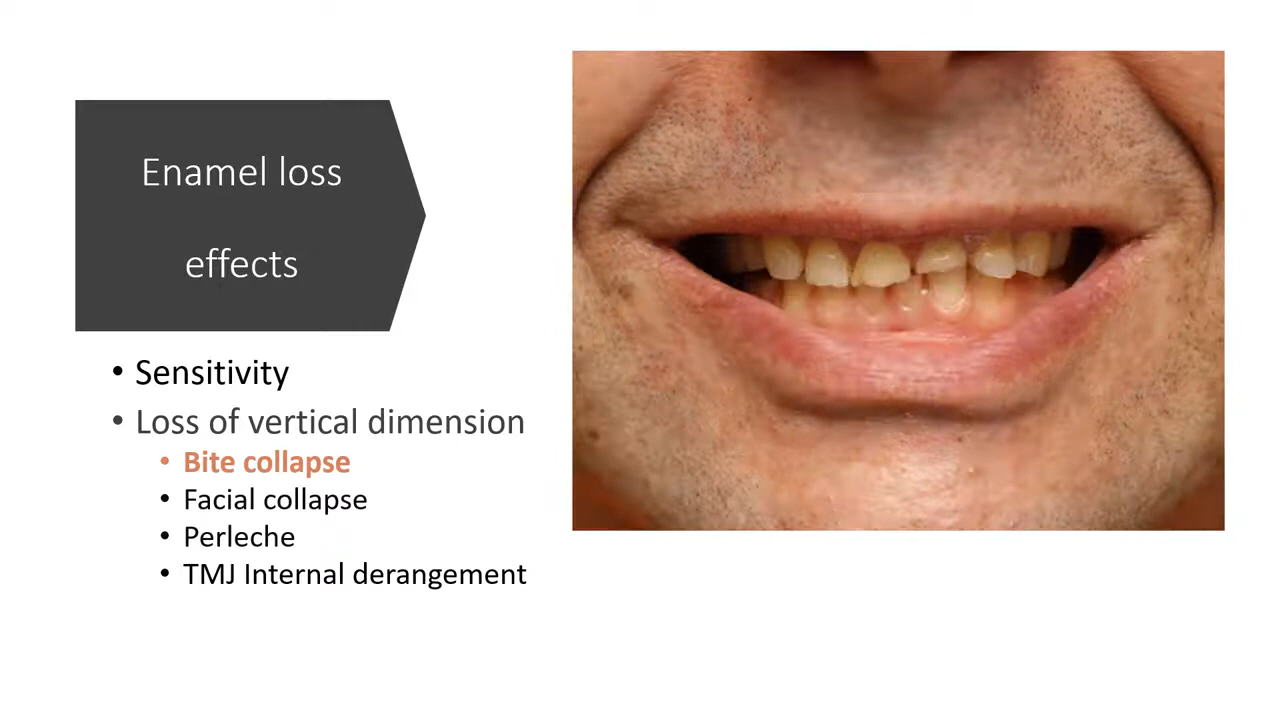 Enamel loss
effects
• Sensitivity
• Loss of vertical dimension
• Bite collapse
• Facial collapse
• Perleche
• TMJ Internal derangement